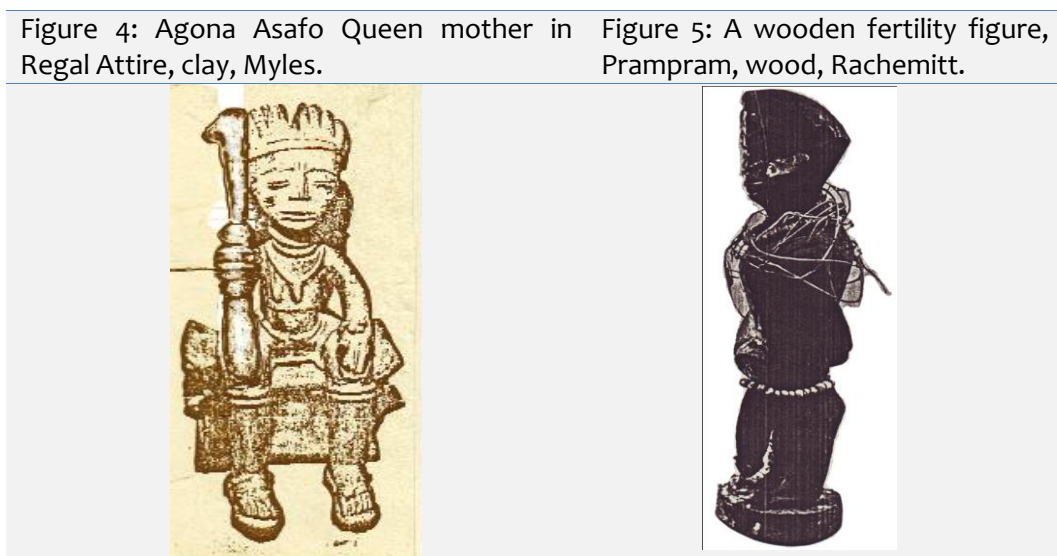 Figure 4: Agona Asafo Queen mother in
Regal Attire, clay, Myles.
Figure 5: A wooden fertility figure,
Prampram, wood, Rachemitt.